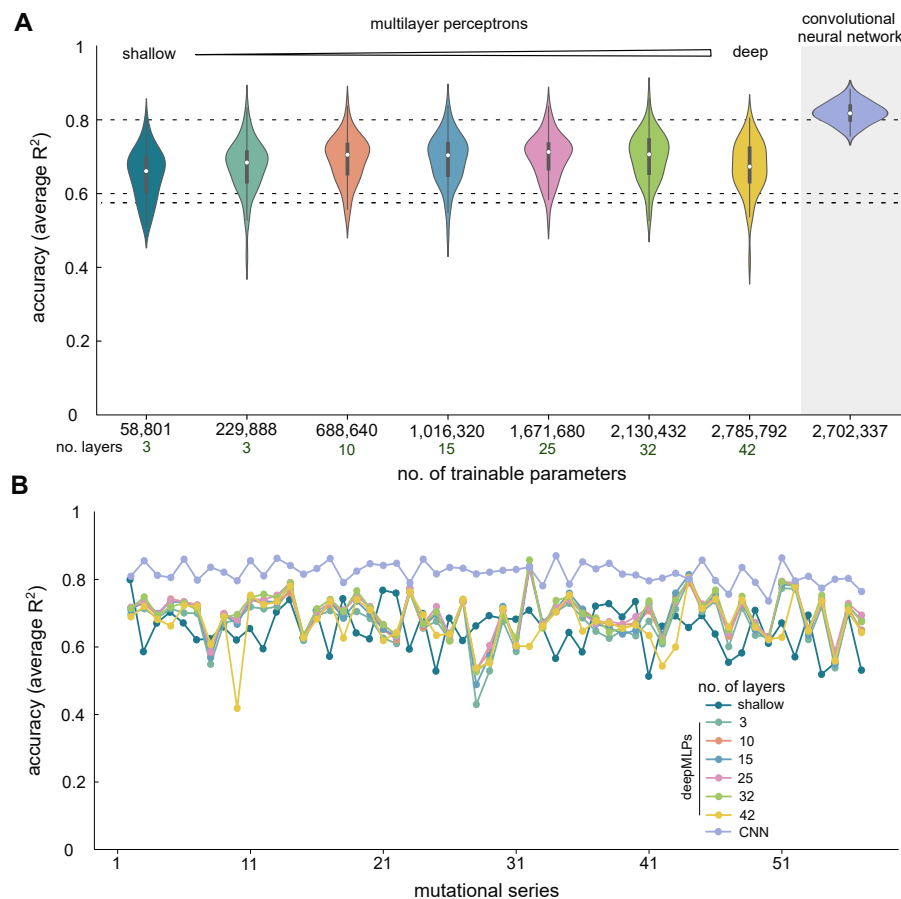 A
multilayer perceptrons
convolutional
neural network
shallow
deep
accuracy (average R²)
1
0.8
0.6
0.4
0.2
0
58,801 229,888 688,640 1,016,320 1,671,680 2,130,432 2,785,792 2,702,337
no. layers 3 3 10 15 25 32 42
no. of trainable parameters
B
accuracy (average R²)
1
0.8
0.6
0.4
0.2
0
no. of layers
shallow
3
10
15
25
32
42
CNN
deepMLPs
1 11 21 31 41 51
mutational series